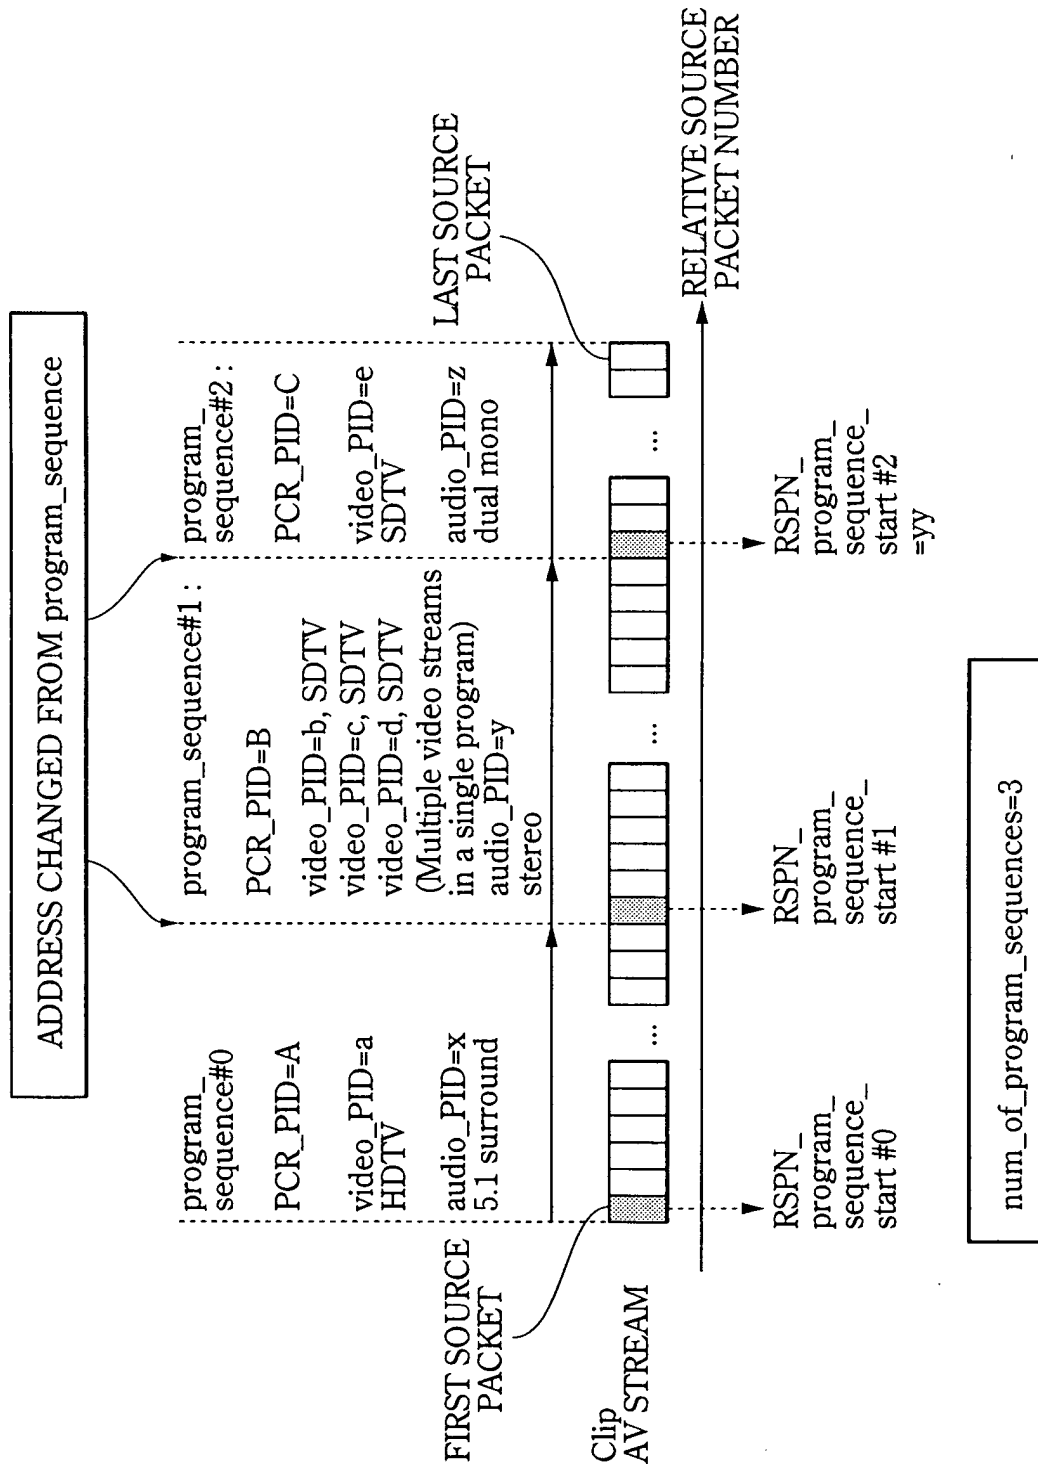 ADDRESS CHANGED FROM program_sequence
program_
sequence#0
PCR_PID=A
video_PID=a
HDTV
audio_PID=x
5.1 surround
program_sequence#1 :
PCR_PID=B
video_PID=b, SDTV
video_PID=c, SDTV
video_PID=d, SDTV
(Multiple video streams
in a single program)
audio_PID=y
stereo
program_
sequence#2 :
PCR_PID=C
video_PID=e
SDTV
audio_PID=z
dual mono
FIRST SOURCE
PACKET
LAST SOURCE
PACKET
Clip
AV STREAM
...
...
...
RELATIVE SOURCE
PACKET NUMBER
RSPN_
program_
sequence_
start #0
RSPN_
program_
sequence_
start #1
RSPN_
program_
sequence_
start #2
=yy
num_of_program_sequences=3